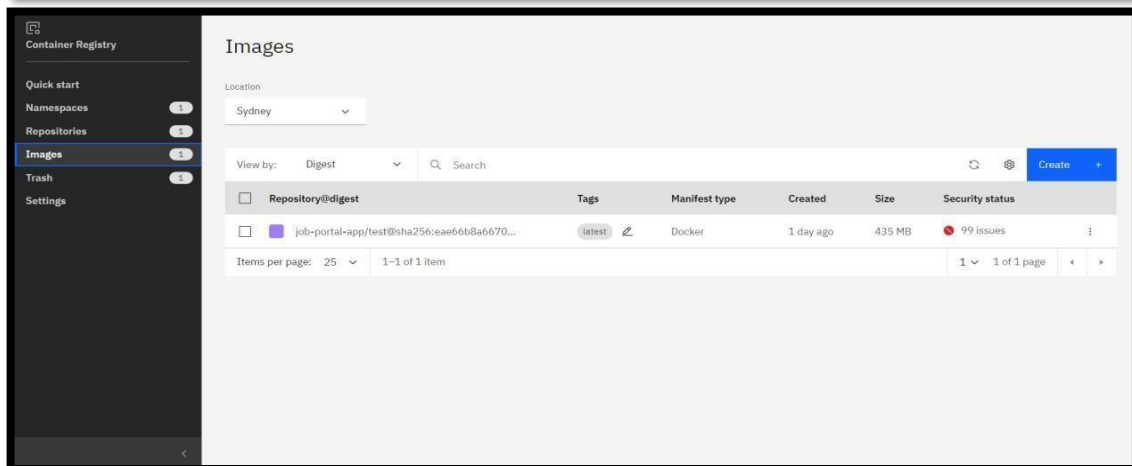 Container Registry
Quick start
Namespaces 1
Repositories 1
Images 1
Trash 1
Settings
Images
Location
Sydney
View by: Digest Search Create +
Repository@digest Tags Manifest type Created Size Security status
job-portal-app/test@sha256:eae66b8a6670... latest Docker 1 day ago 435 MB 99 issues
Items per page: 25 1–1 of 1 item 1 1 of 1 page